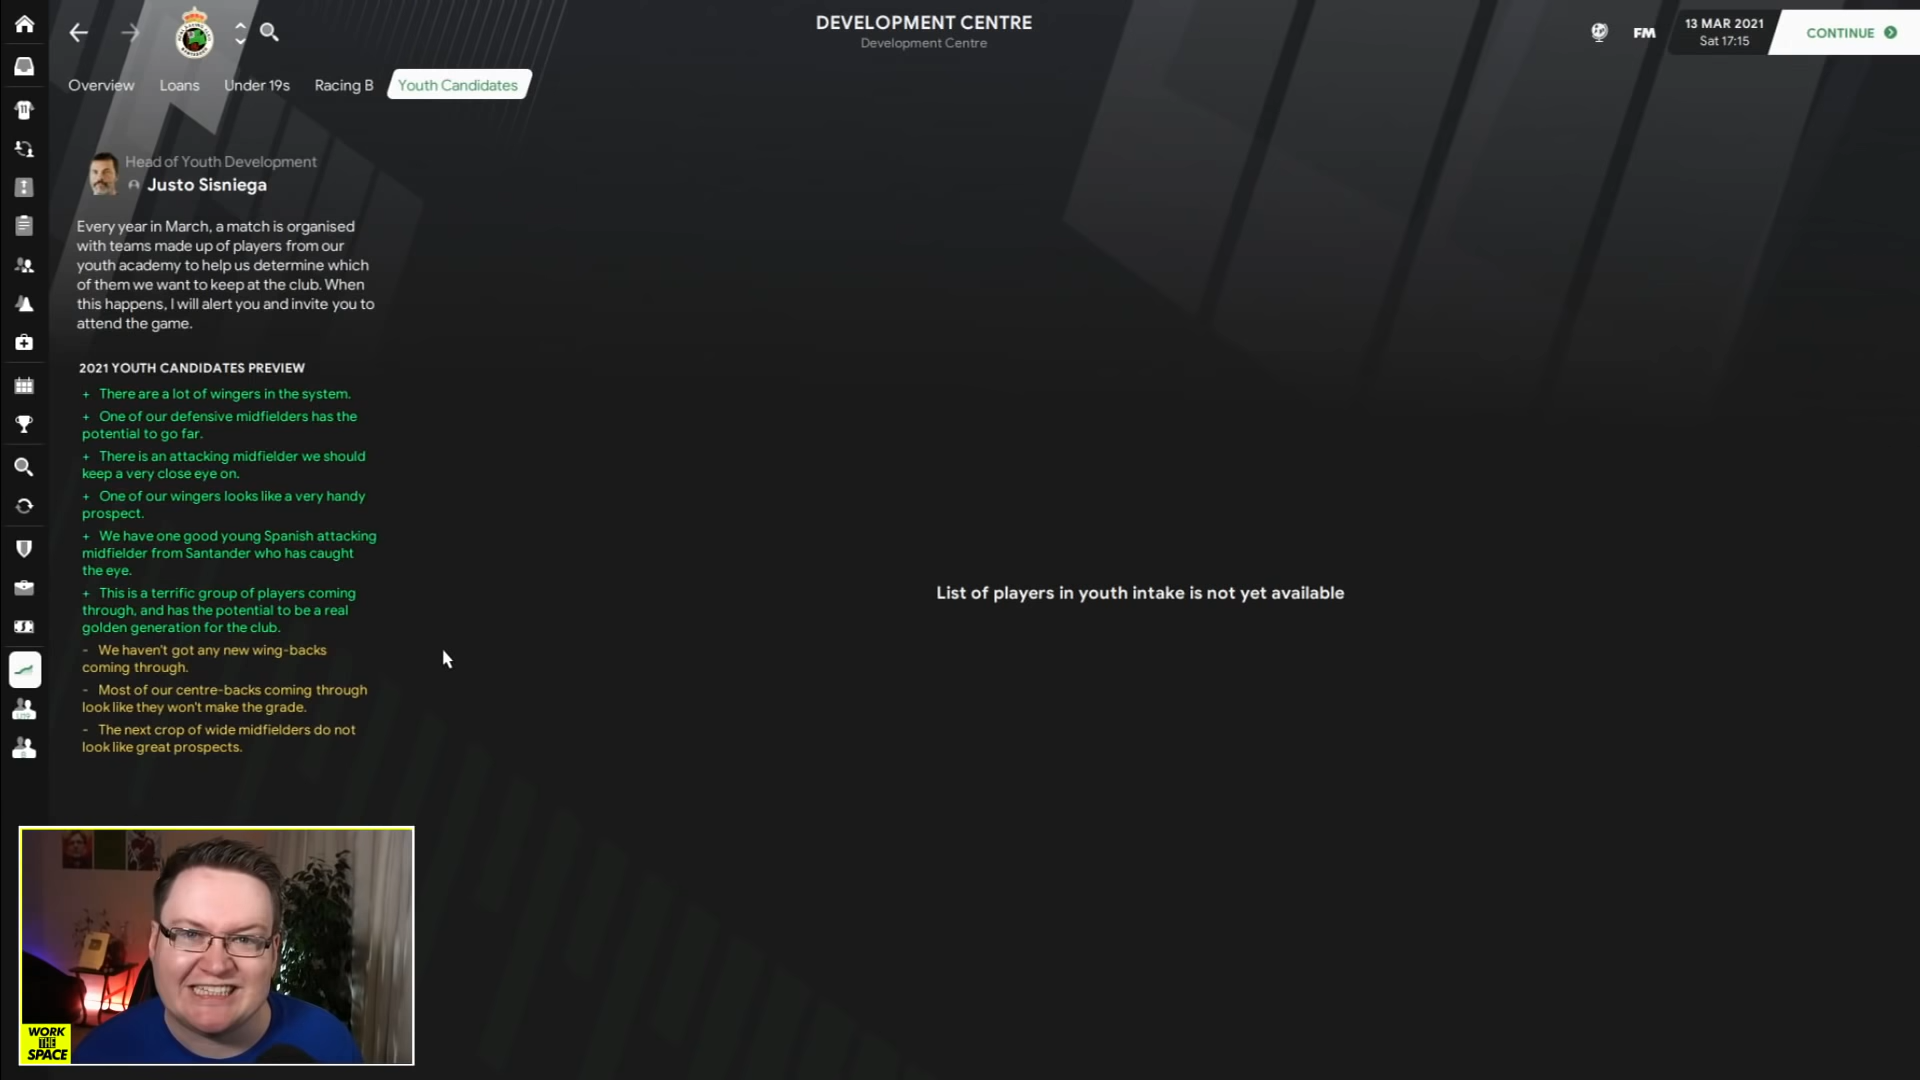 DEVELOPMENT CENTRE
Development Centre
FM
13 MAR 2021
Sat 17:15
CONTINUE
Overview
Loans
Under 19s
Racing B
Youth Candidates
Head of Youth Development
Justo Sisniega
Every year in March, a match is organised
with teams made up of players from our
youth academy to help us determine which
of them we want to keep at the club. When
this happens, I will alert you and invite you to
attend the game.
2021 YOUTH CANDIDATES PREVIEW
+ There are a lot of wingers in the system.
+ One of our defensive midfielders has the
potential to go far.
+ There is an attacking midfielder we should
keep a very close eye on.
+ One of our wingers looks like a very handy
prospect.
+ We have one good young Spanish attacking
midfielder from Santander who has caught
the eye.
+ This is a terrific group of players coming
through, and has the potential to be a real
golden generation for the club.
- We haven't got any new wing-backs
coming through.
- Most of our centre-backs coming through
look like they won't make the grade.
- The next crop of wide midfielders do not
look like great prospects.
List of players in youth intake is not yet available
WORK
THE
SPACE